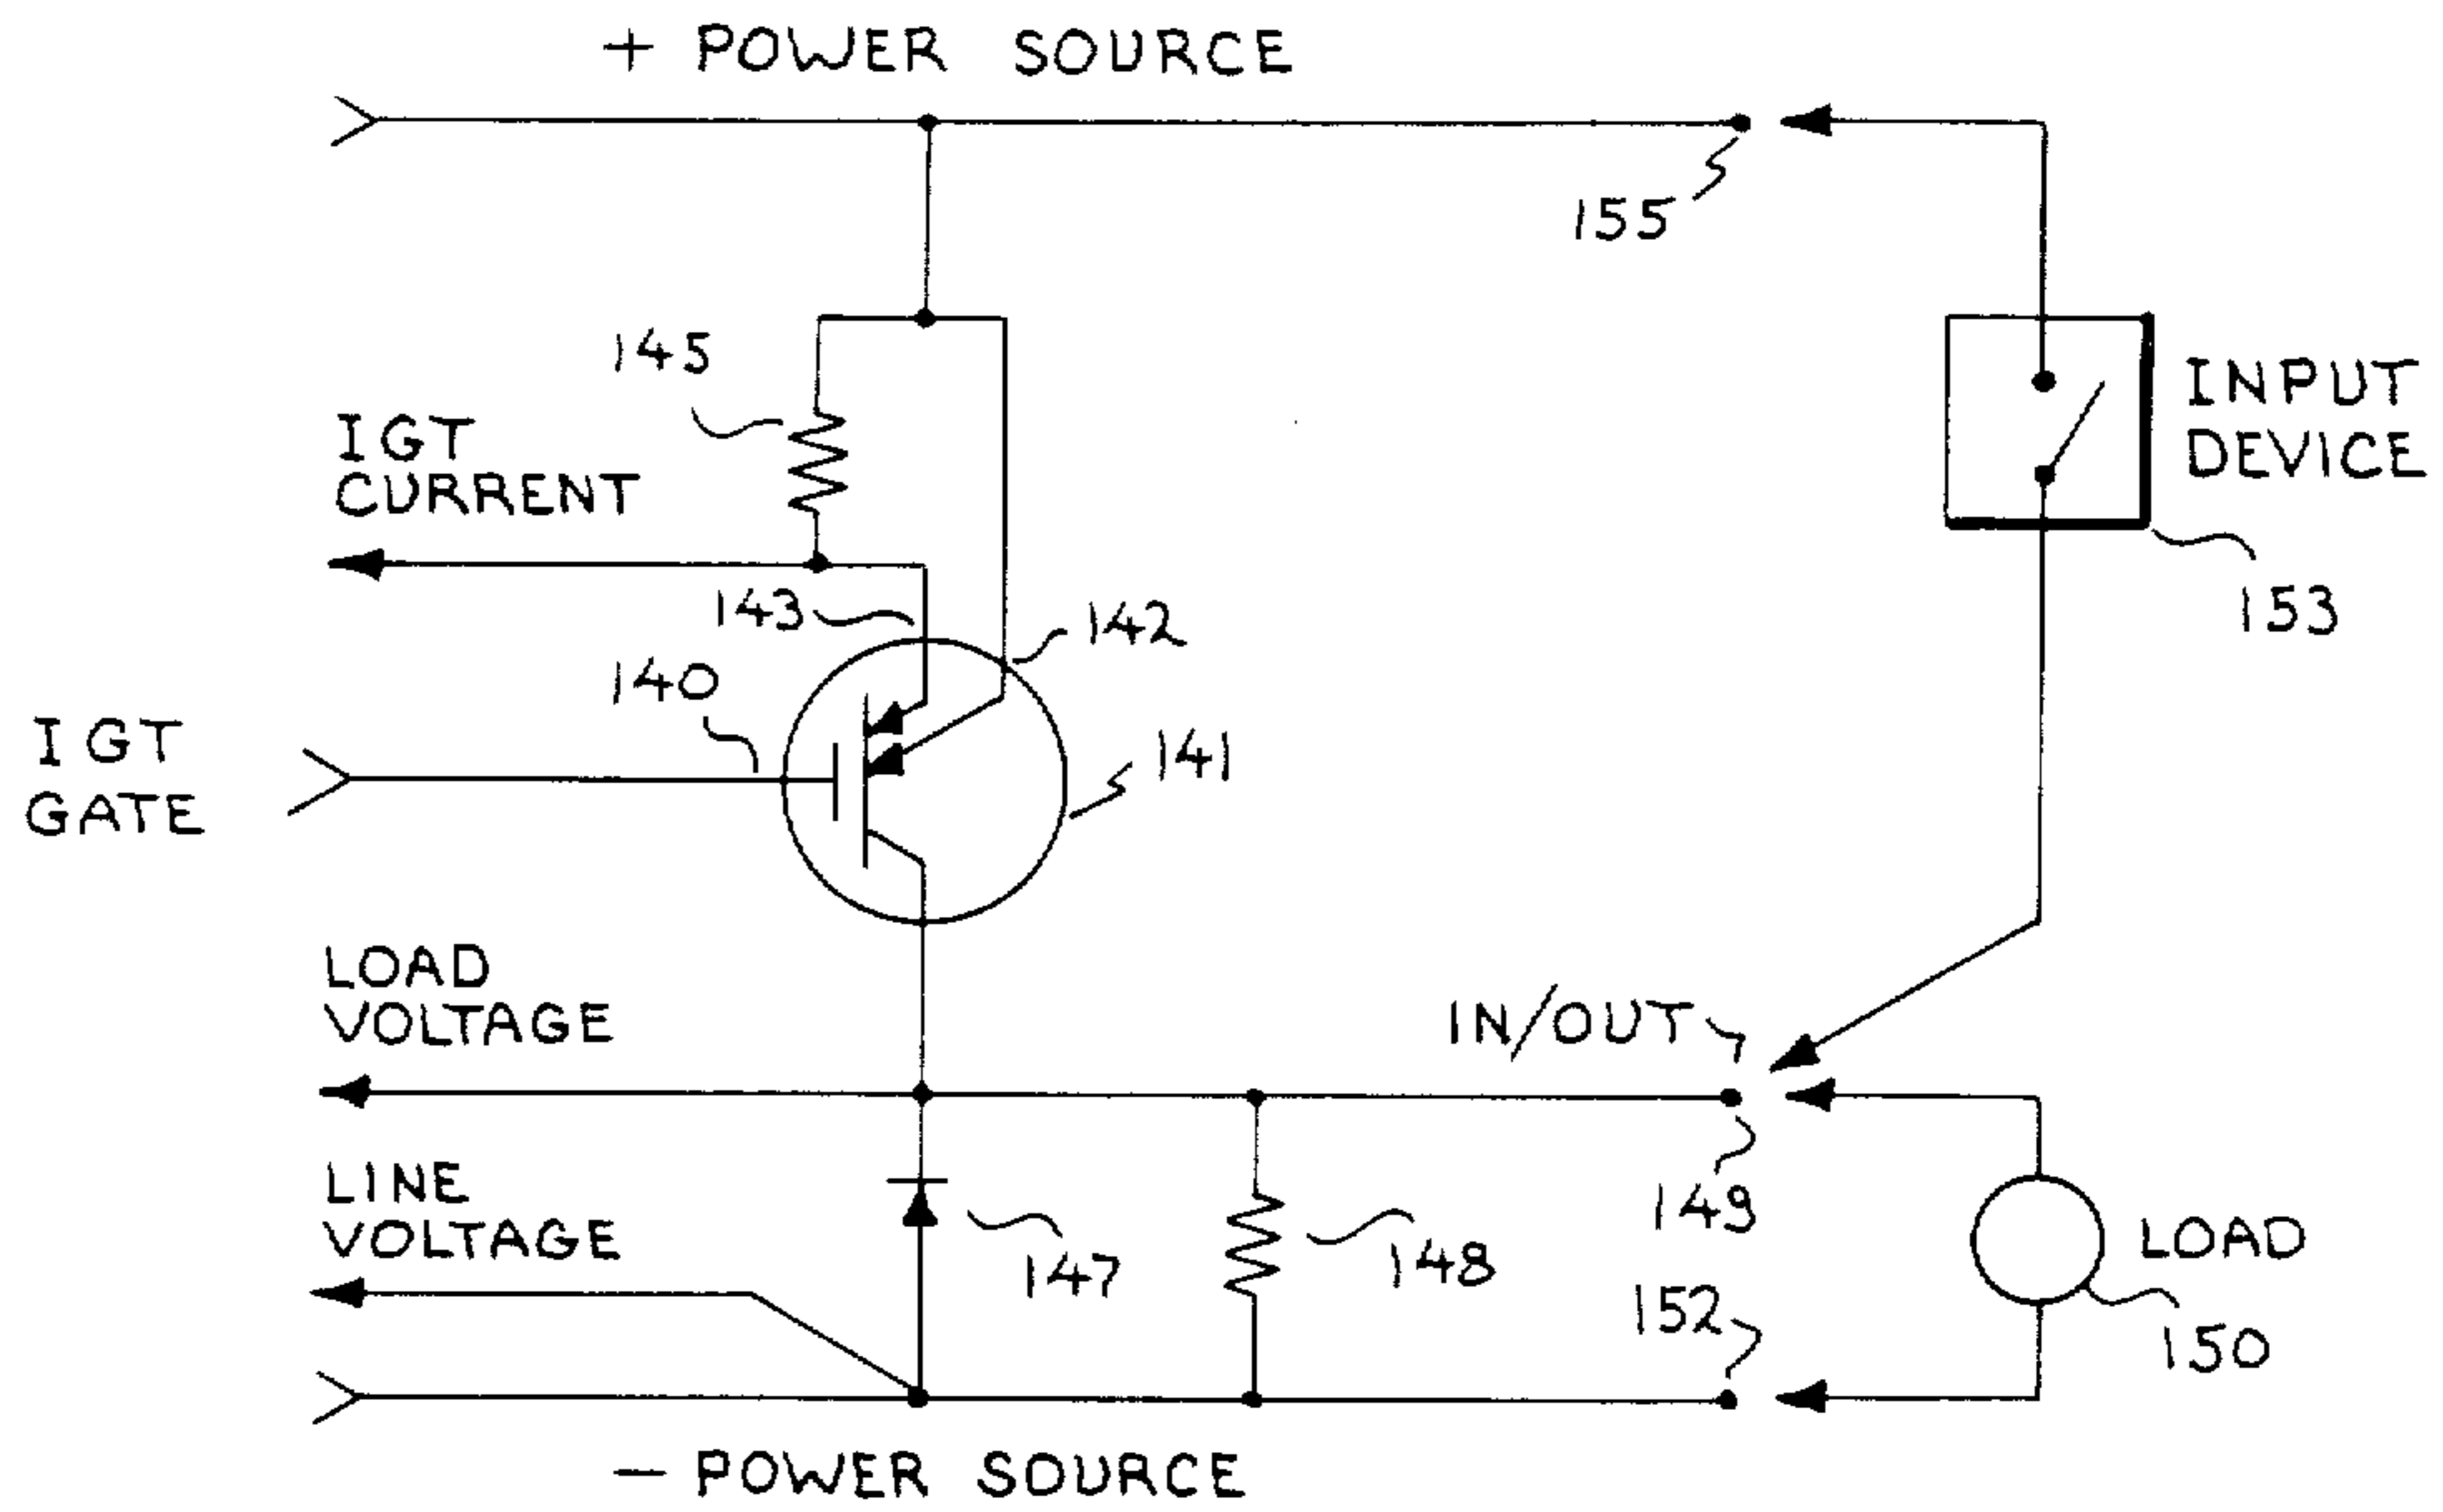 + POWER SOURCE
155
145
INPUT
DEVICE
IGT
CURRENT
153
143
142
140
141
IGT
GATE
LOAD
VOLTAGE
IN/OUT
149
LINE
VOLTAGE
147
148
LOAD
152
150
- POWER SOURCE